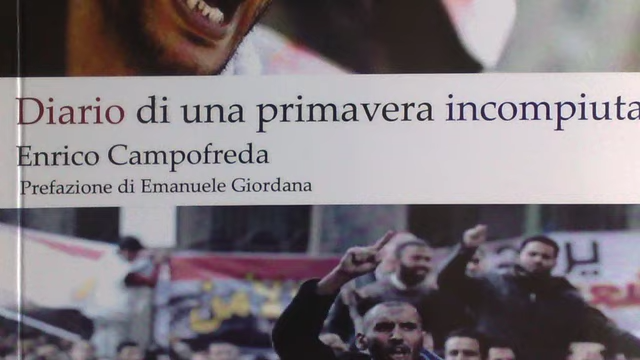 Diario di una primavera incompiuta
Enrico Campofreda
Prefazione di Emanuele Giordana